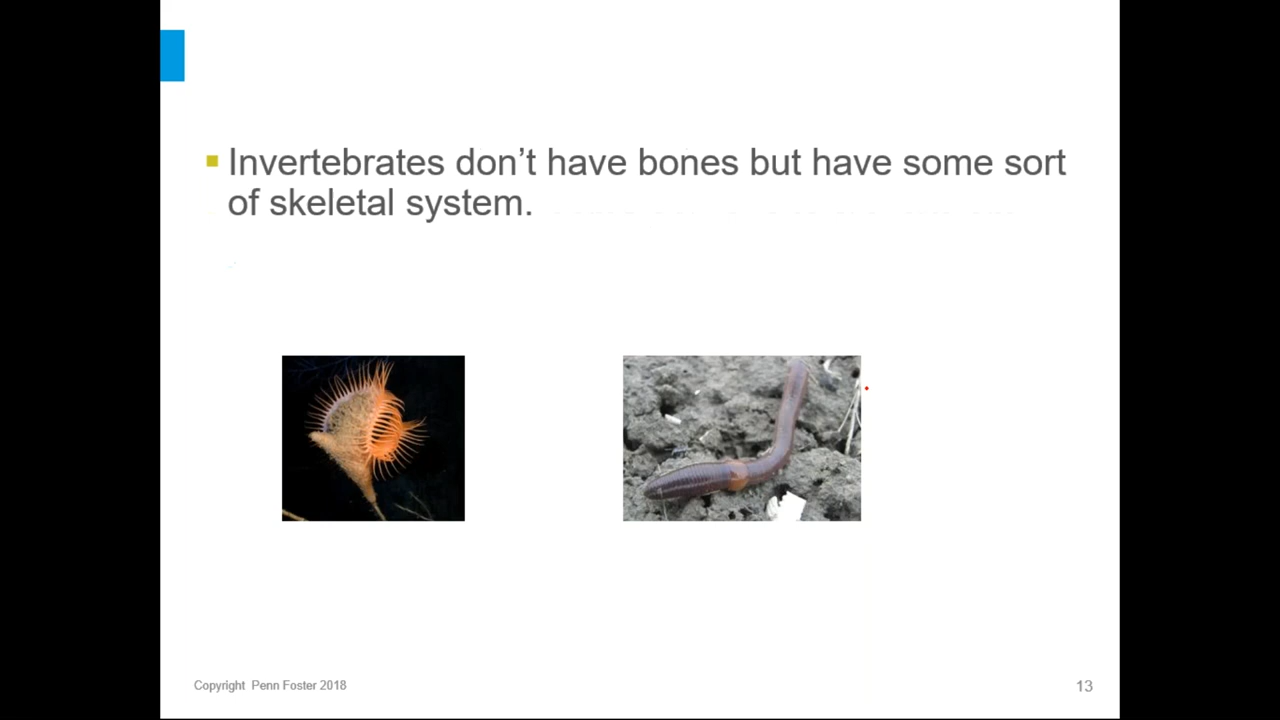 Invertebrates don’t have bones but have some sort
of skeletal system.
Copyright Penn Foster 2018
13